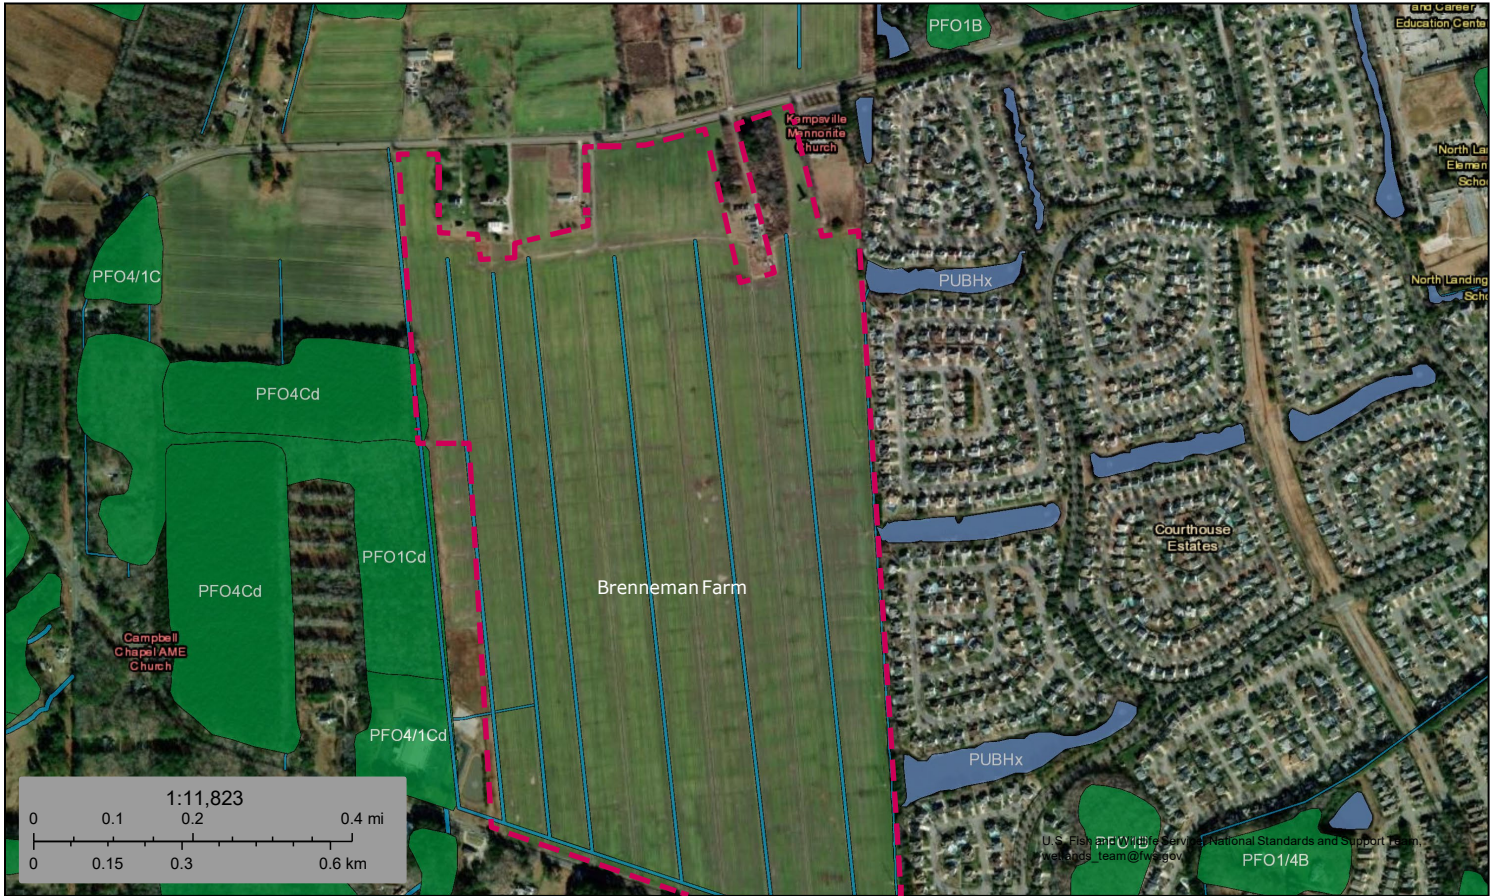 and Career
Education Cente
PFO1B
Kempsville
Mennonite
Church
North La
Elemen
Scho
PFO4/1C
PUBHx
North Landing
Scho
PFO4Cd
Courthouse
Estates
PFO1Cd
PFO4Cd
Brenneman Farm
Campbell
Chapel AME
Church
PFO4/1Cd
PUBHx
1:11,823
0 0.1 0.2 0.4 mi
0 0.15 0.3 0.6 km
U.S. Fish and Wildlife Service, National Standards and Support Team,
wetlands_team@fws.gov
PFO1B
PFO1/4B